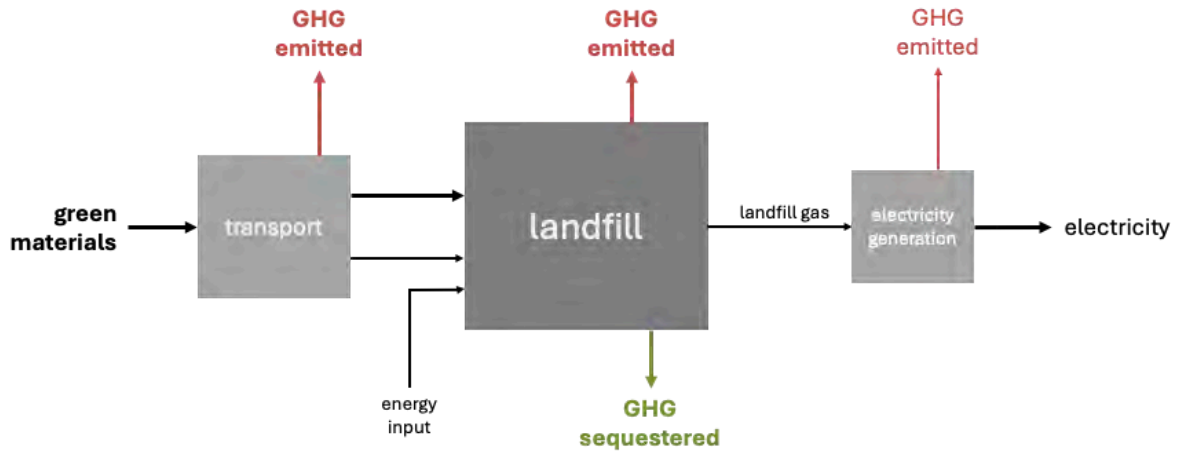 GHG
emitted
GHG
emitted
GHG
emitted
green
materials
transport
landfill
landfill gas
electricity
generation
electricity
energy
input
GHG
sequestered